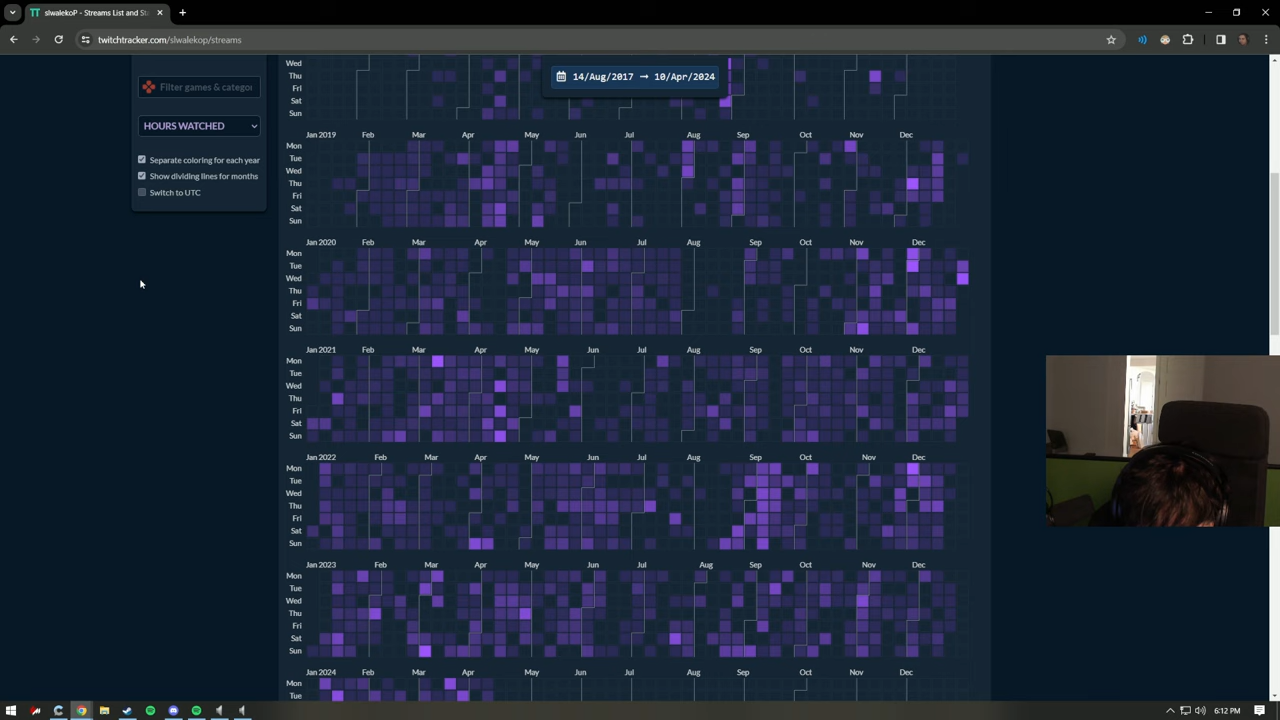 slwalekoP - Streams List and St
twitchtracker.com/slwalekop/streams
14/Aug/2017 → 10/Apr/2024
Filter games & categor
HOURS WATCHED
Separate coloring for each year
Show dividing lines for months
Switch to UTC
Wed
Thu
Fri
Sat
Sun
Jan 2019 Feb Mar Apr May Jun Jul Aug Sep Oct Nov Dec
Mon
Tue
Wed
Thu
Fri
Sat
Sun
Jan 2020 Feb Mar Apr May Jun Jul Aug Sep Oct Nov Dec
Mon
Tue
Wed
Thu
Fri
Sat
Sun
Jan 2021 Feb Mar Apr May Jun Jul Aug Sep Oct Nov Dec
Mon
Tue
Wed
Thu
Fri
Sat
Sun
Jan 2022 Feb Mar Apr May Jun Jul Aug Sep Oct Nov Dec
Mon
Tue
Wed
Thu
Fri
Sat
Sun
Jan 2023 Feb Mar Apr May Jun Jul Aug Sep Oct Nov Dec
Mon
Tue
Wed
Thu
Fri
Sat
Sun
Jan 2024 Feb Mar Apr May Jun Jul Aug Sep Oct Nov Dec
Mon
Tue
6:12 PM